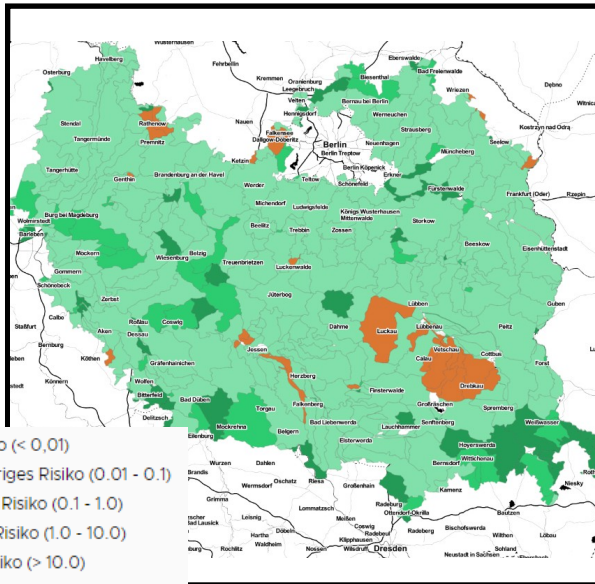 Wusterhausen
Havelberg
Osterburg
Fehrbellin
Kremmen
Oranienburg
Leegebruch
Biesenthal
Eberswalde
Bad Freienwalde
Dębno
Velten
Hennigsdorf
Bernau bei Berlin
Wriezen
Witnica
Stendal
Rathenow
Nauen
Werneuchen
Kostrzyn nad Odrą
Tangermünde
Premnitz
Falkensee
Dallgow-Döberitz
Berlin
Strausberg
Neuenhagen
Seelow
Ketzin
Berlin Treptow
Müncheberg
Tangerhütte
Genthin
Brandenburg an der Havel
Berlin Köpenick
Erkner
Werder
Teltow
Schönefeld
Fürstenwalde
Frankfurt (Oder)
Rzepin
Wolmirstedt
Burg bei Magdeburg
Michendorf
Ludwigsfelde
Königs Wusterhausen
Mittenwalde
Storkow
Barleben
Beelitz
Trebbin
Zossen
Beeskow
Eisenhüttenstadt
Möckern
Wiesenburg
Belzig
Treuenbrietzen
Luckenwalde
Gommern
Schönebeck
Zerbst
Jüterbog
Lübben
Guben
Calbe
Staßfurt
Aken
Roßlau
Dessau
Coswig
Dahme
Luckau
Lübbenau
Peitz
Bernburg
Köthen
Gräfenhainichen
Jessen
Vetschau
Calau
Cottbus
Forst
Könnern
Wolfen
Bitterfeld
Bad Düben
Herzberg
Finsterwalde
Drebkau
Delitzsch
Torgau
Falkenberg
Großräschen
Spremberg
Mockrehna
Belgern
Bad Liebenwerda
Lauchhammer
Senftenberg
Weißwasser
Eilenburg
Elsterwerda
Hoyerswerda
Wittichenau
o (< 0,01)
Wurzen
Dahlen
Bernsdorf
riges Risiko (0.01 - 0.1)
Brandis
Oschatz
Riesa
Großenhain
Kamenz
Niesky
Wermsdorf
Radeburg
Ottendorf-Okrilla
Risiko (0.1 - 1.0)
Grimma
Lommatzsch
Bautzen
Leisnig
Meißen
Radeberg
Bischofswerda
Risiko (1.0 - 10.0)
Bad Lausick
Colditz
Döbeln
Coswig
Radebeul
Wilthen
Löbau
Hartha
Klipphausen
Sohland
iko (> 10.0)
Rochlitz
Waldheim
Nossen
Wilsdruff
Dresden
Neustadt in Sachsen